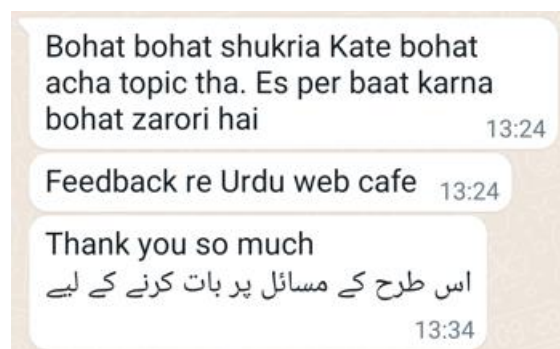 Bohat bohat shukria Kate bohat
acha topic tha. Es per baat karna
bohat zarori hai
13:24
Feedback re Urdu web cafe 13:24
Thank you so much
اس طرح کے مسائل پر بات کرنے کے لیے
13:34